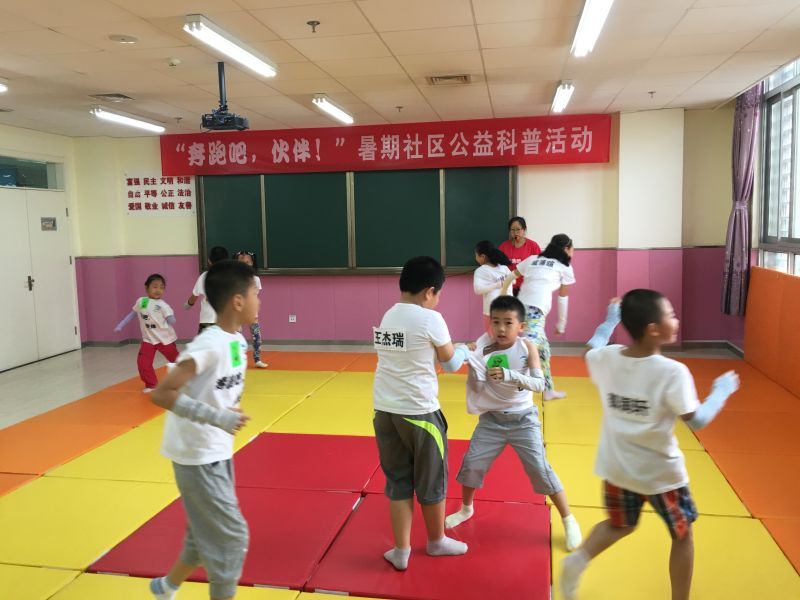 “奔跑吧，伙伴！”暑期社区公益科普活动
富强 民主 文明 和谐
自由 平等 公正 法治
爱国 敬业 诚信 友善
王杰瑞